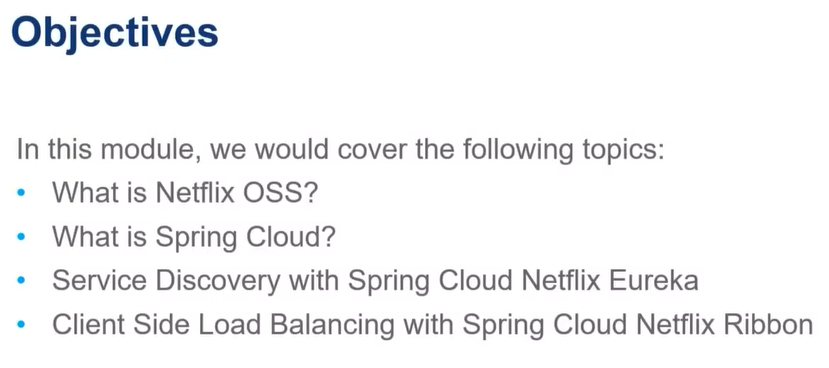 Objectives
In this module, we would cover the following topics:
• What is Netflix OSS?
• What is Spring Cloud?
• Service Discovery with Spring Cloud Netflix Eureka
• Client Side Load Balancing with Spring Cloud Netflix Ribbon